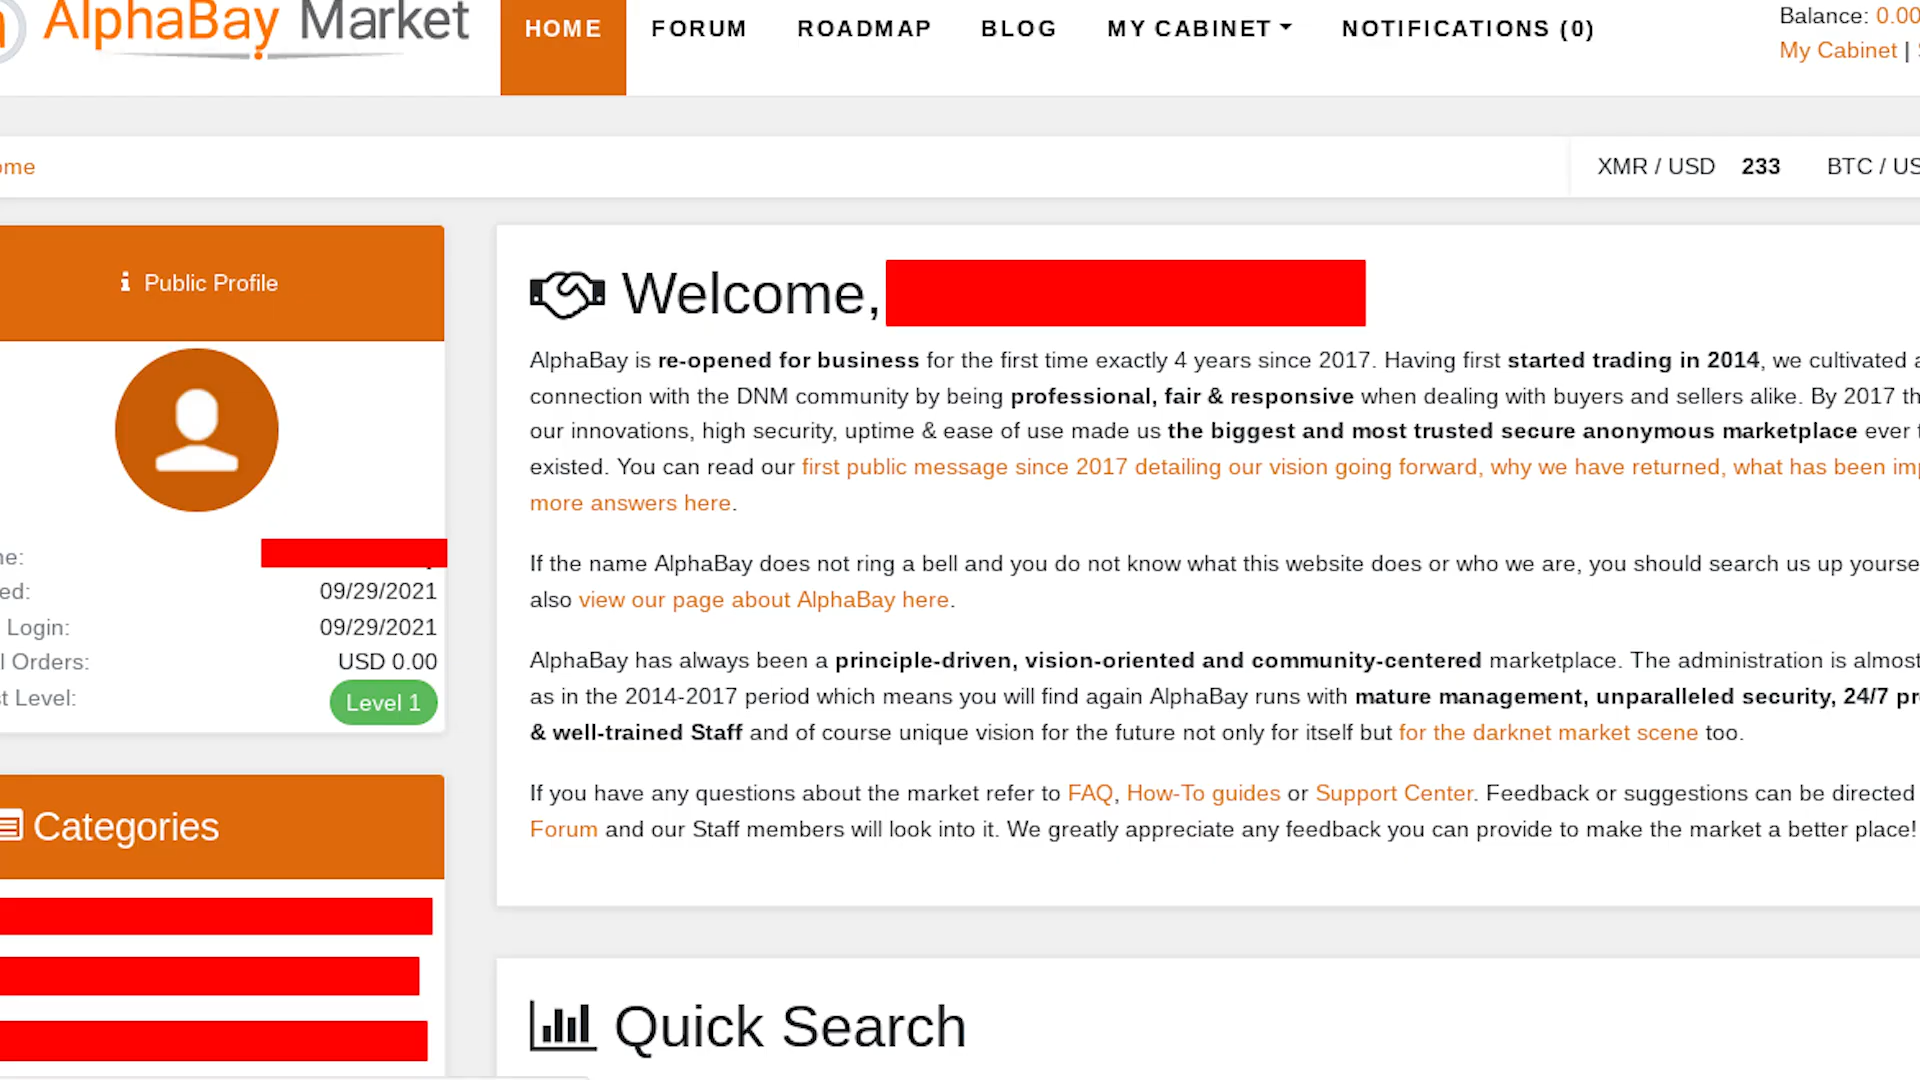 AlphaBay Market
HOME FORUM ROADMAP BLOG MY CABINET NOTIFICATIONS (0)
Balance: 0.00
My Cabinet |
ome
XMR / USD 233 BTC / US
Public Profile
Welcome,
AlphaBay is re-opened for business for the first time exactly 4 years since 2017. Having first started trading in 2014, we cultivated a
connection with the DNM community by being professional, fair & responsive when dealing with buyers and sellers alike. By 2017 th
our innovations, high security, uptime & ease of use made us the biggest and most trusted secure anonymous marketplace ever t
existed. You can read our first public message since 2017 detailing our vision going forward, why we have returned, what has been imp
more answers here.
If the name AlphaBay does not ring a bell and you do not know what this website does or who we are, you should search us up yourse
also view our page about AlphaBay here.
AlphaBay has always been a principle-driven, vision-oriented and community-centered marketplace. The administration is almost
as in the 2014-2017 period which means you will find again AlphaBay runs with mature management, unparalleled security, 24/7 pr
& well-trained Staff and of course unique vision for the future not only for itself but for the darknet market scene too.
If you have any questions about the market refer to FAQ, How-To guides or Support Center. Feedback or suggestions can be directed
Forum and our Staff members will look into it. We greatly appreciate any feedback you can provide to make the market a better place!
ne:
ed: 09/29/2021
Login: 09/29/2021
l Orders: USD 0.00
t Level: Level 1
Categories
Quick Search